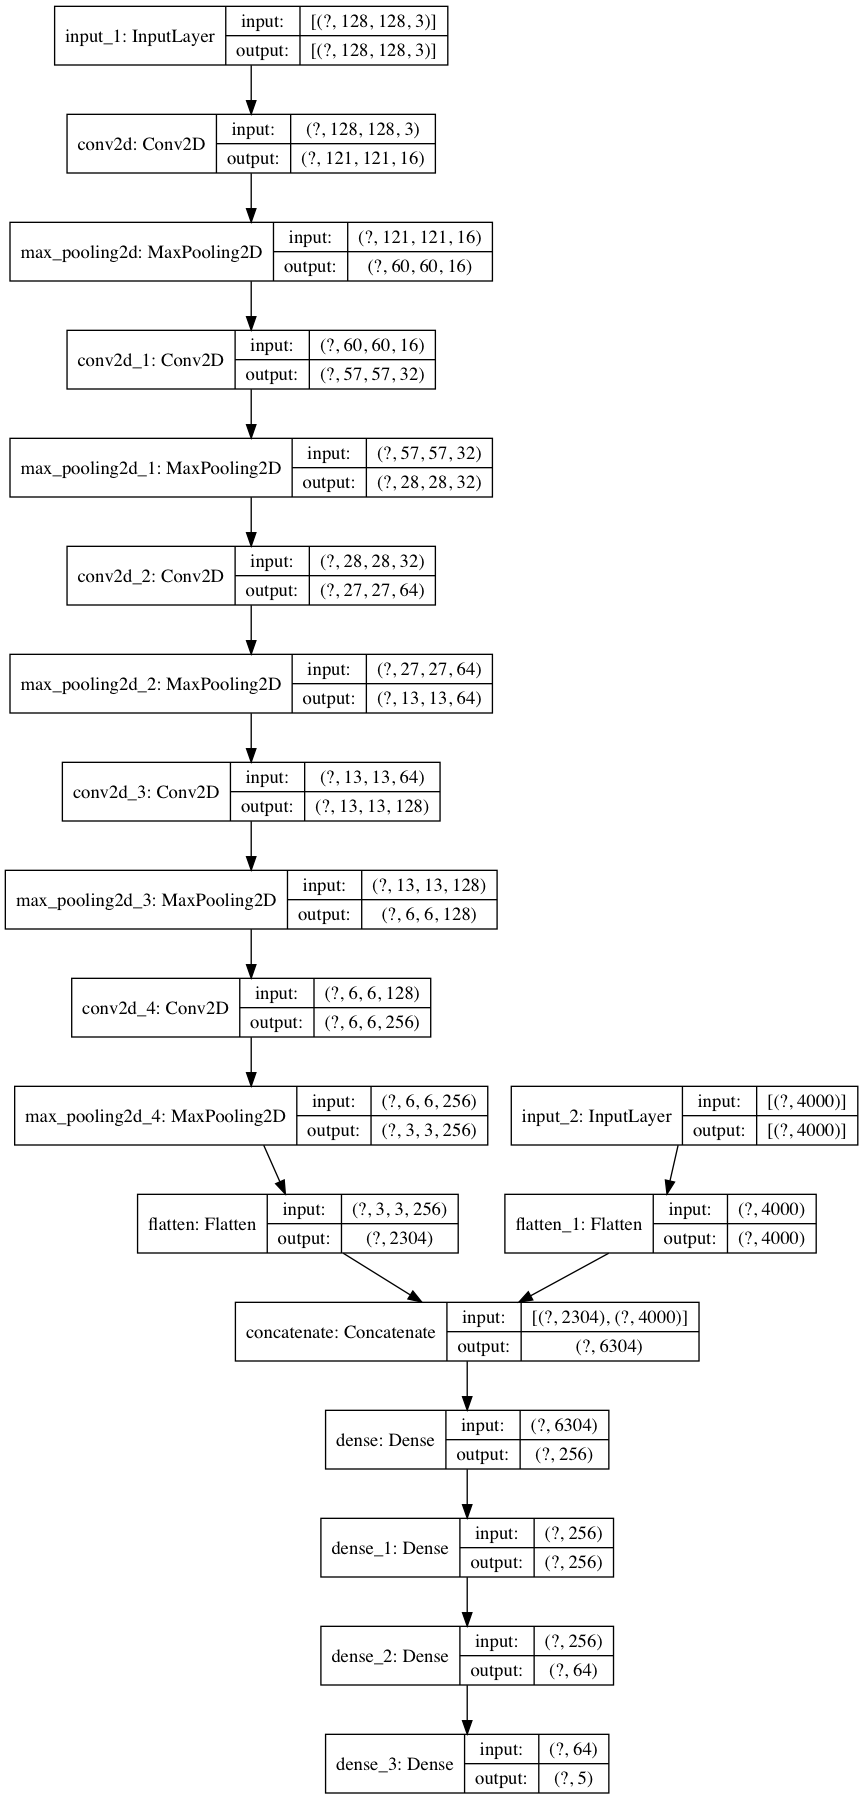 input_1: InputLayer input: [(?, 128, 128, 3)]
output: [(?, 128, 128, 3)]
conv2d: Conv2D input: (?, 128, 128, 3)
output: (?, 121, 121, 16)
max_pooling2d: MaxPooling2D input: (?, 121, 121, 16)
output: (?, 60, 60, 16)
conv2d_1: Conv2D input: (?, 60, 60, 16)
output: (?, 57, 57, 32)
max_pooling2d_1: MaxPooling2D input: (?, 57, 57, 32)
output: (?, 28, 28, 32)
conv2d_2: Conv2D input: (?, 28, 28, 32)
output: (?, 27, 27, 64)
max_pooling2d_2: MaxPooling2D input: (?, 27, 27, 64)
output: (?, 13, 13, 64)
conv2d_3: Conv2D input: (?, 13, 13, 64)
output: (?, 13, 13, 128)
max_pooling2d_3: MaxPooling2D input: (?, 13, 13, 128)
output: (?, 6, 6, 128)
conv2d_4: Conv2D input: (?, 6, 6, 128)
output: (?, 6, 6, 256)
max_pooling2d_4: MaxPooling2D input: (?, 6, 6, 256)
output: (?, 3, 3, 256)
input_2: InputLayer input: [(?, 4000)]
output: [(?, 4000)]
flatten: Flatten input: (?, 3, 3, 256)
output: (?, 2304)
flatten_1: Flatten input: (?, 4000)
output: (?, 4000)
concatenate: Concatenate input: [(?, 2304), (?, 4000)]
output: (?, 6304)
dense: Dense input: (?, 6304)
output: (?, 256)
dense_1: Dense input: (?, 256)
output: (?, 256)
dense_2: Dense input: (?, 256)
output: (?, 64)
dense_3: Dense input: (?, 64)
output: (?, 5)